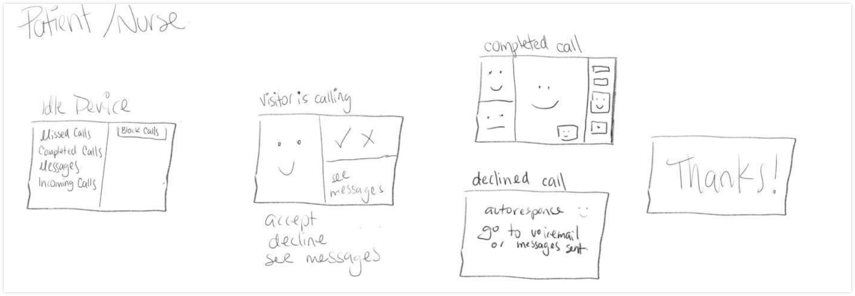 Patient/Nurse
Idle Device
Missed Calls
Completed Calls
Messages
Incoming Calls
Block Calls
visitor is calling
✓ x
see
messages
accept
decline
see messages
completed call
declined call
autoresponce
go to voicemail
or messages sent
Thanks!